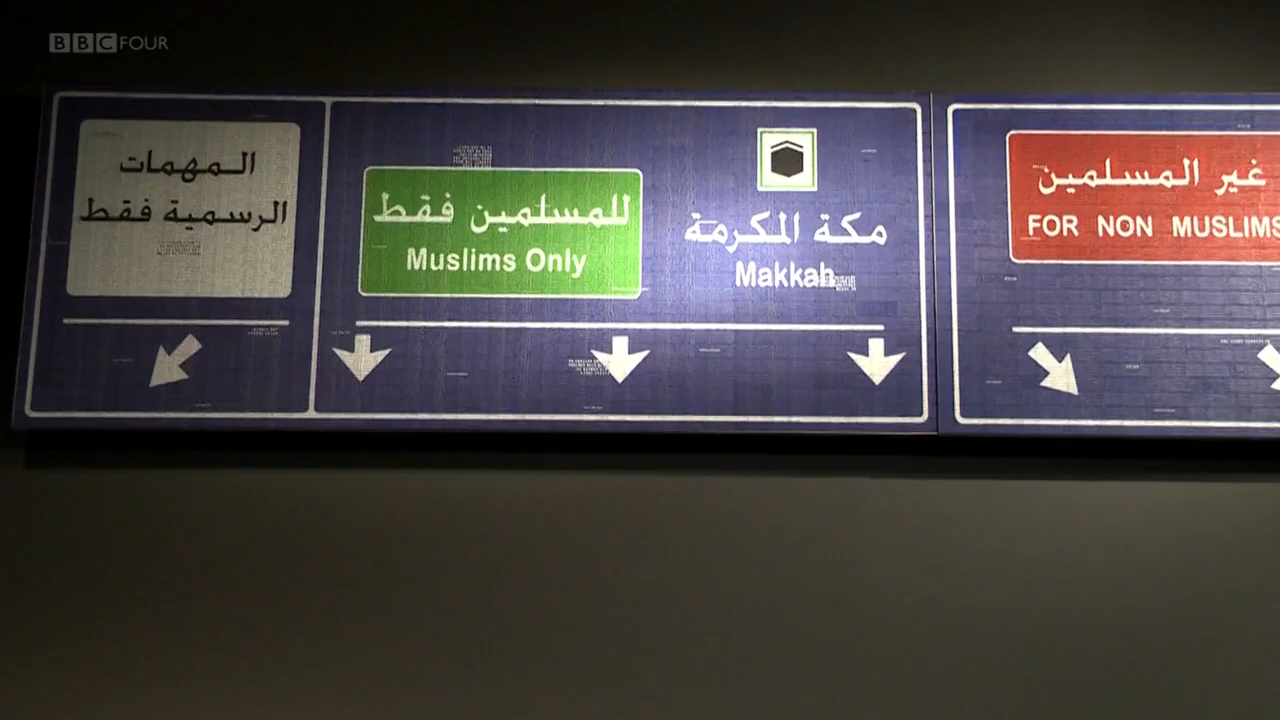 BBC FOUR
المهمات
الرسمية فقط
للمسلمين فقط
Muslims Only
مكة المكرمة
Makkah
غير المسلمين
FOR NON MUSLIMS